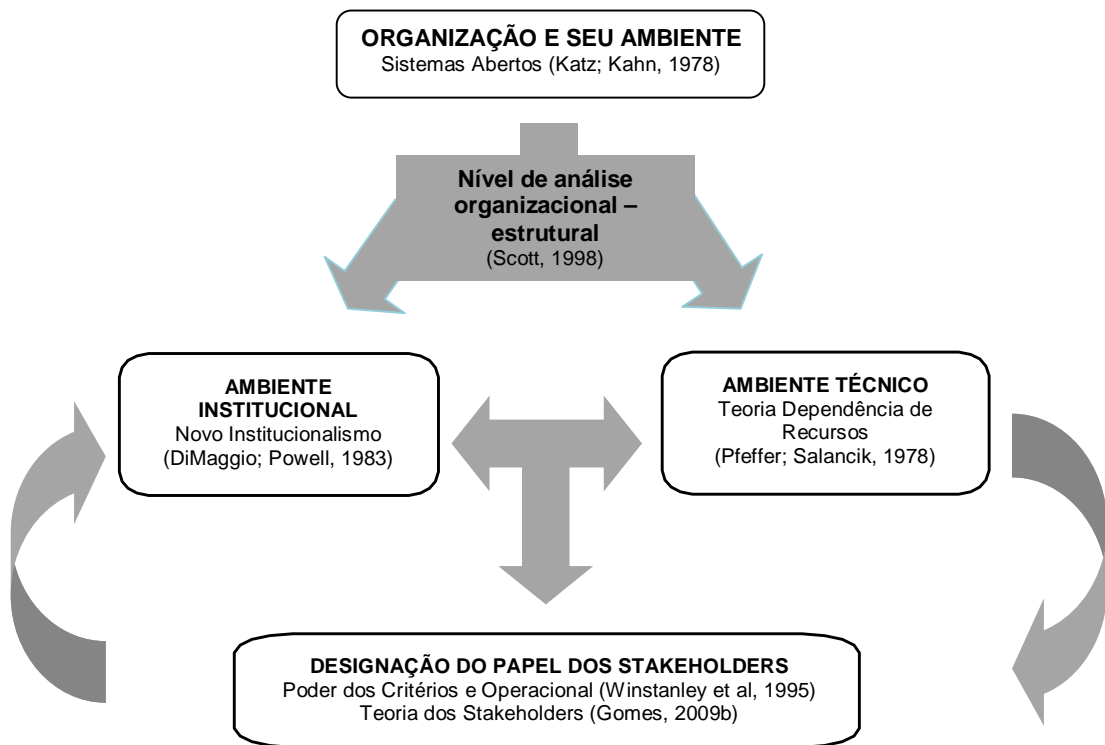 ORGANIZAÇÃO E SEU AMBIENTE
Sistemas Abertos (Katz; Kahn, 1978)
Nível de análise
organizacional –
estrutural
(Scott, 1998)
AMBIENTE
INSTITUCIONAL
Novo Institucionalismo
(DiMaggio; Powell, 1983)
AMBIENTE TÉCNICO
Teoria Dependência de
Recursos
(Pfeffer; Salancik, 1978)
DESIGNAÇÃO DO PAPEL DOS STAKEHOLDERS
Poder dos Critérios e Operacional (Winstanley et al, 1995)
Teoria dos Stakeholders (Gomes, 2009b)